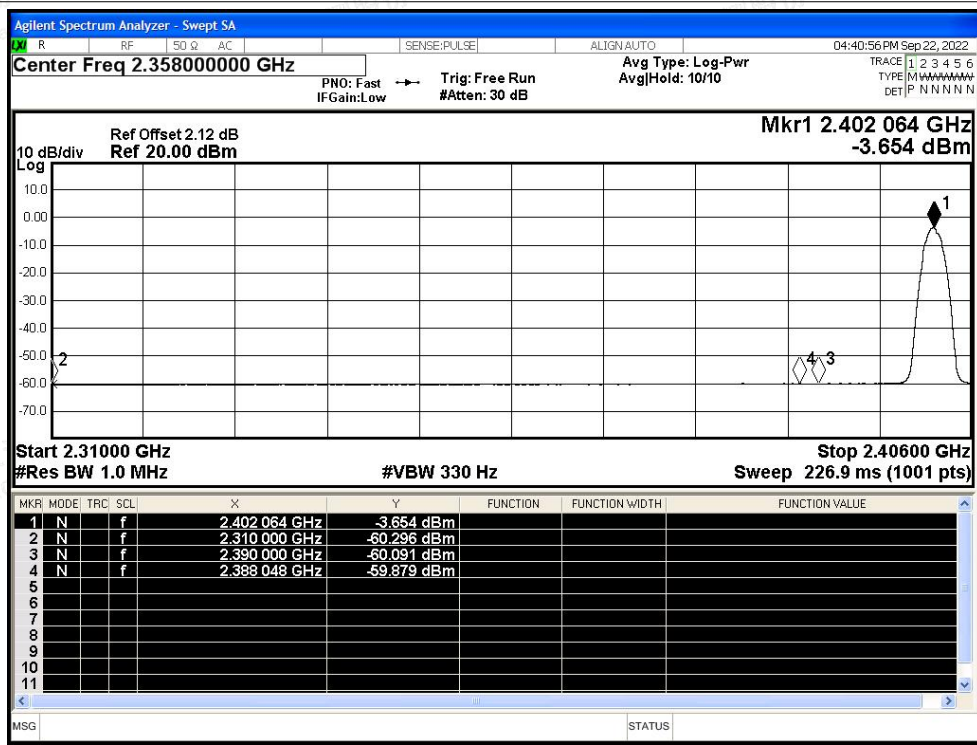 Agilent Spectrum Analyzer - Swept SA
LXI R RF 50 Ω AC SENSE:PULSE ALIGN AUTO 04:40:56 PM Sep 22, 2022
Center Freq 2.358000000 GHz
PNO: Fast
IFGain:Low
Trig: Free Run
#Atten: 30 dB
Avg Type: Log-Pwr
Avg|Hold: 10/10
TRACE 1 2 3 4 5 6
TYPE M
DET P N N N N N
Mkr1 2.402 064 GHz
-3.654 dBm
Ref Offset 2.12 dB
10 dB/div Ref 20.00 dBm
Log
10.0
0.00
-10.0
-20.0
-30.0
-40.0
-50.0
-60.0
-70.0
1
2
4 3
Start 2.31000 GHz Stop 2.40600 GHz
#Res BW 1.0 MHz #VBW 330 Hz Sweep 226.9 ms (1001 pts)
MKR MODE TRC SCL X Y FUNCTION FUNCTION WIDTH FUNCTION VALUE
1 N f 2.402 064 GHz -3.654 dBm
2 N f 2.310 000 GHz -60.296 dBm
3 N f 2.390 000 GHz -60.091 dBm
4 N f 2.388 048 GHz -59.879 dBm
5
6
7
8
9
10
11
MSG STATUS